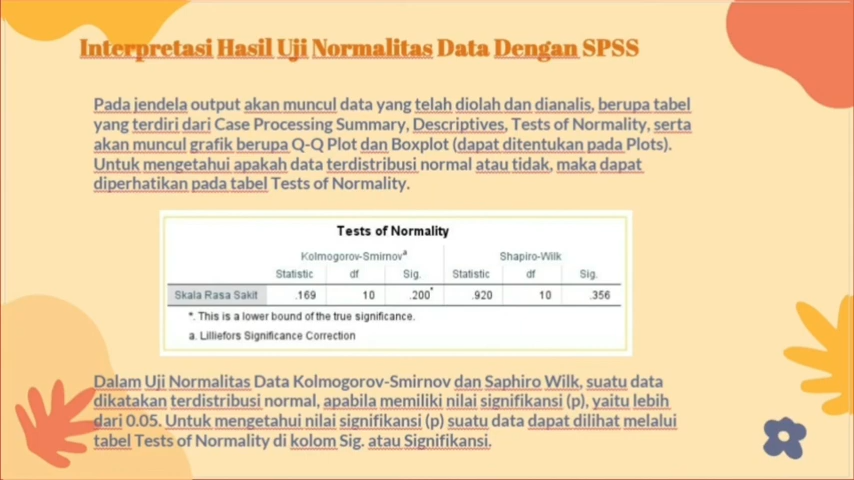 Interpretasi Hasil Uji Normalitas Data Dengan SPSS
Pada jendela output akan muncul data yang telah diolah dan dianalis, berupa tabel
yang terdiri dari Case Processing Summary, Descriptives, Tests of Normality, serta
akan muncul grafik berupa Q-Q Plot dan Boxplot (dapat ditentukan pada Plots).
Untuk mengetahui apakah data terdistribusi normal atau tidak, maka dapat
diperhatikan pada tabel Tests of Normality.
Tests of Normality
Kolmogorov-Smirnovᵃ Shapiro-Wilk
Statistic df Sig. Statistic df Sig.
Skala Rasa Sakit .169 10 .200* .920 10 .356
*. This is a lower bound of the true significance.
a. Lilliefors Significance Correction
Dalam Uji Normalitas Data Kolmogorov-Smirnov dan Saphiro Wilk, suatu data
dikatakan terdistribusi normal, apabila memiliki nilai signifikansi (p), yaitu lebih
dari 0.05. Untuk mengetahui nilai signifikansi (p) suatu data dapat dilihat melalui
tabel Tests of Normality di kolom Sig. atau Signifikansi.